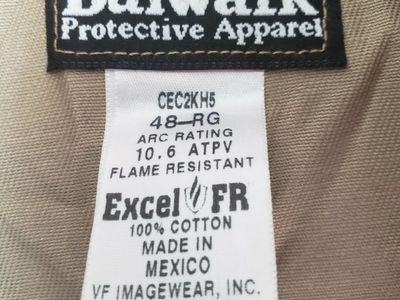 Bulwark
Protective Apparel
CEC2KH5
48-RG
ARC RATING
10.6 ATPV
FLAME RESISTANT
Excel FR
100% COTTON
MADE IN
MEXICO
VF IMAGEWEAR, INC.